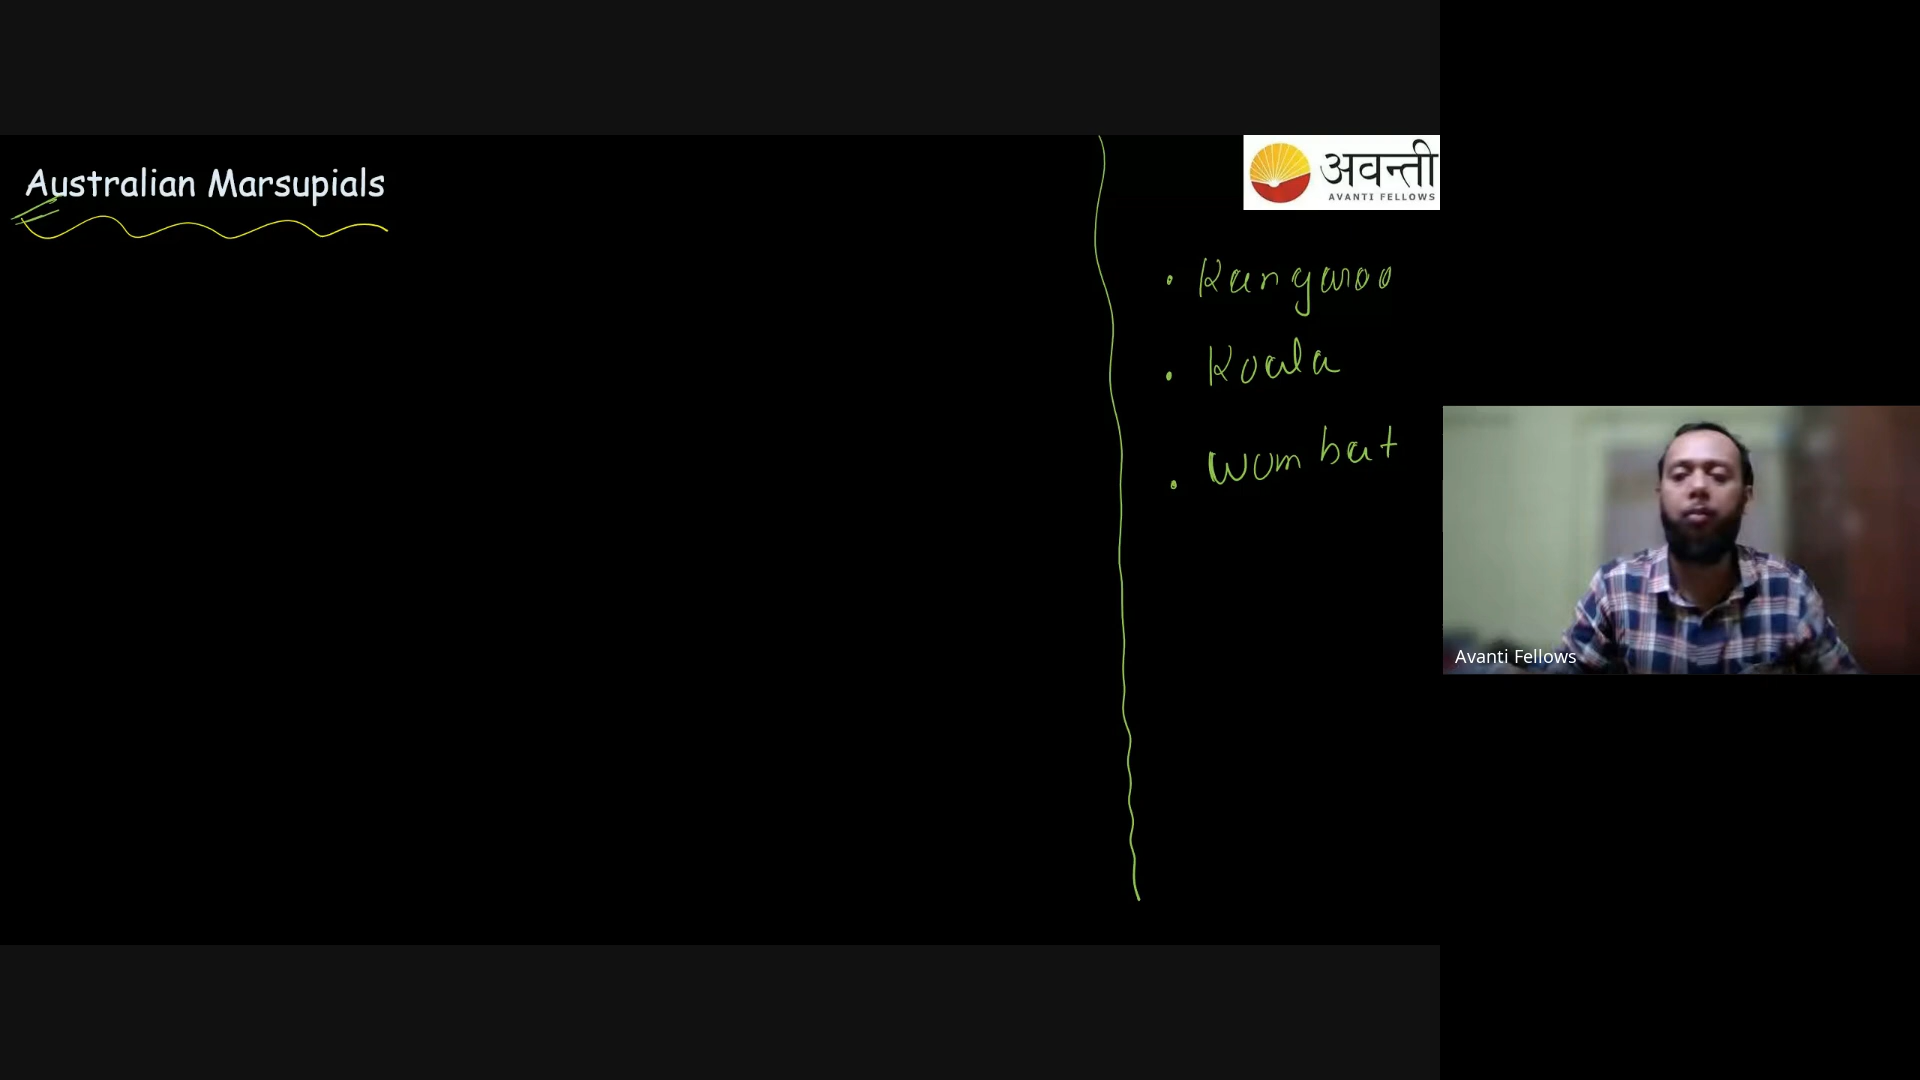 Australian Marsupials
अवन्ती
AVANTI FELLOWS
• Kangaroo
• Koala
• Wombat
Avanti Fellows